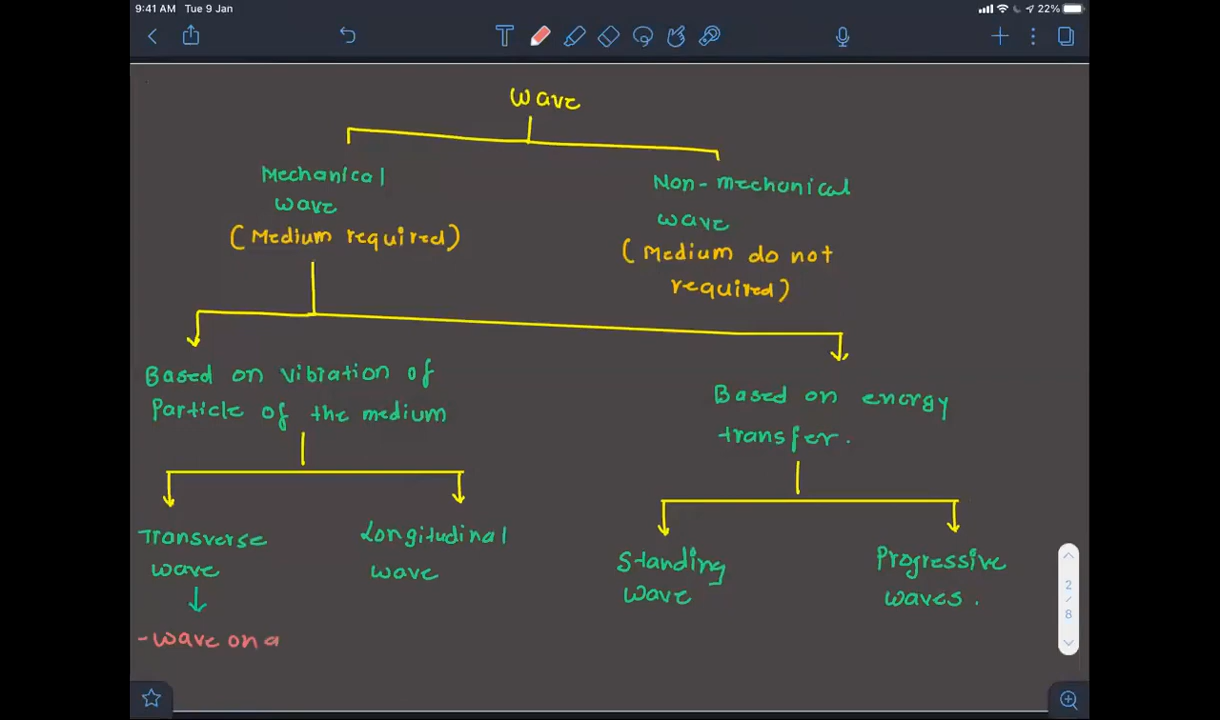 9:41 AM Tue 9 Jan
22%
T
wave
Mechanical
wave
(Medium required)
Non-mechanical
wave
(Medium do not
required)
Based on vibration of
Particle of the medium
Based on energy
transfer.
Transverse
wave
Longitudinal
wave
Standing
wave
Progressive
waves.
-wave on a
2
/
8